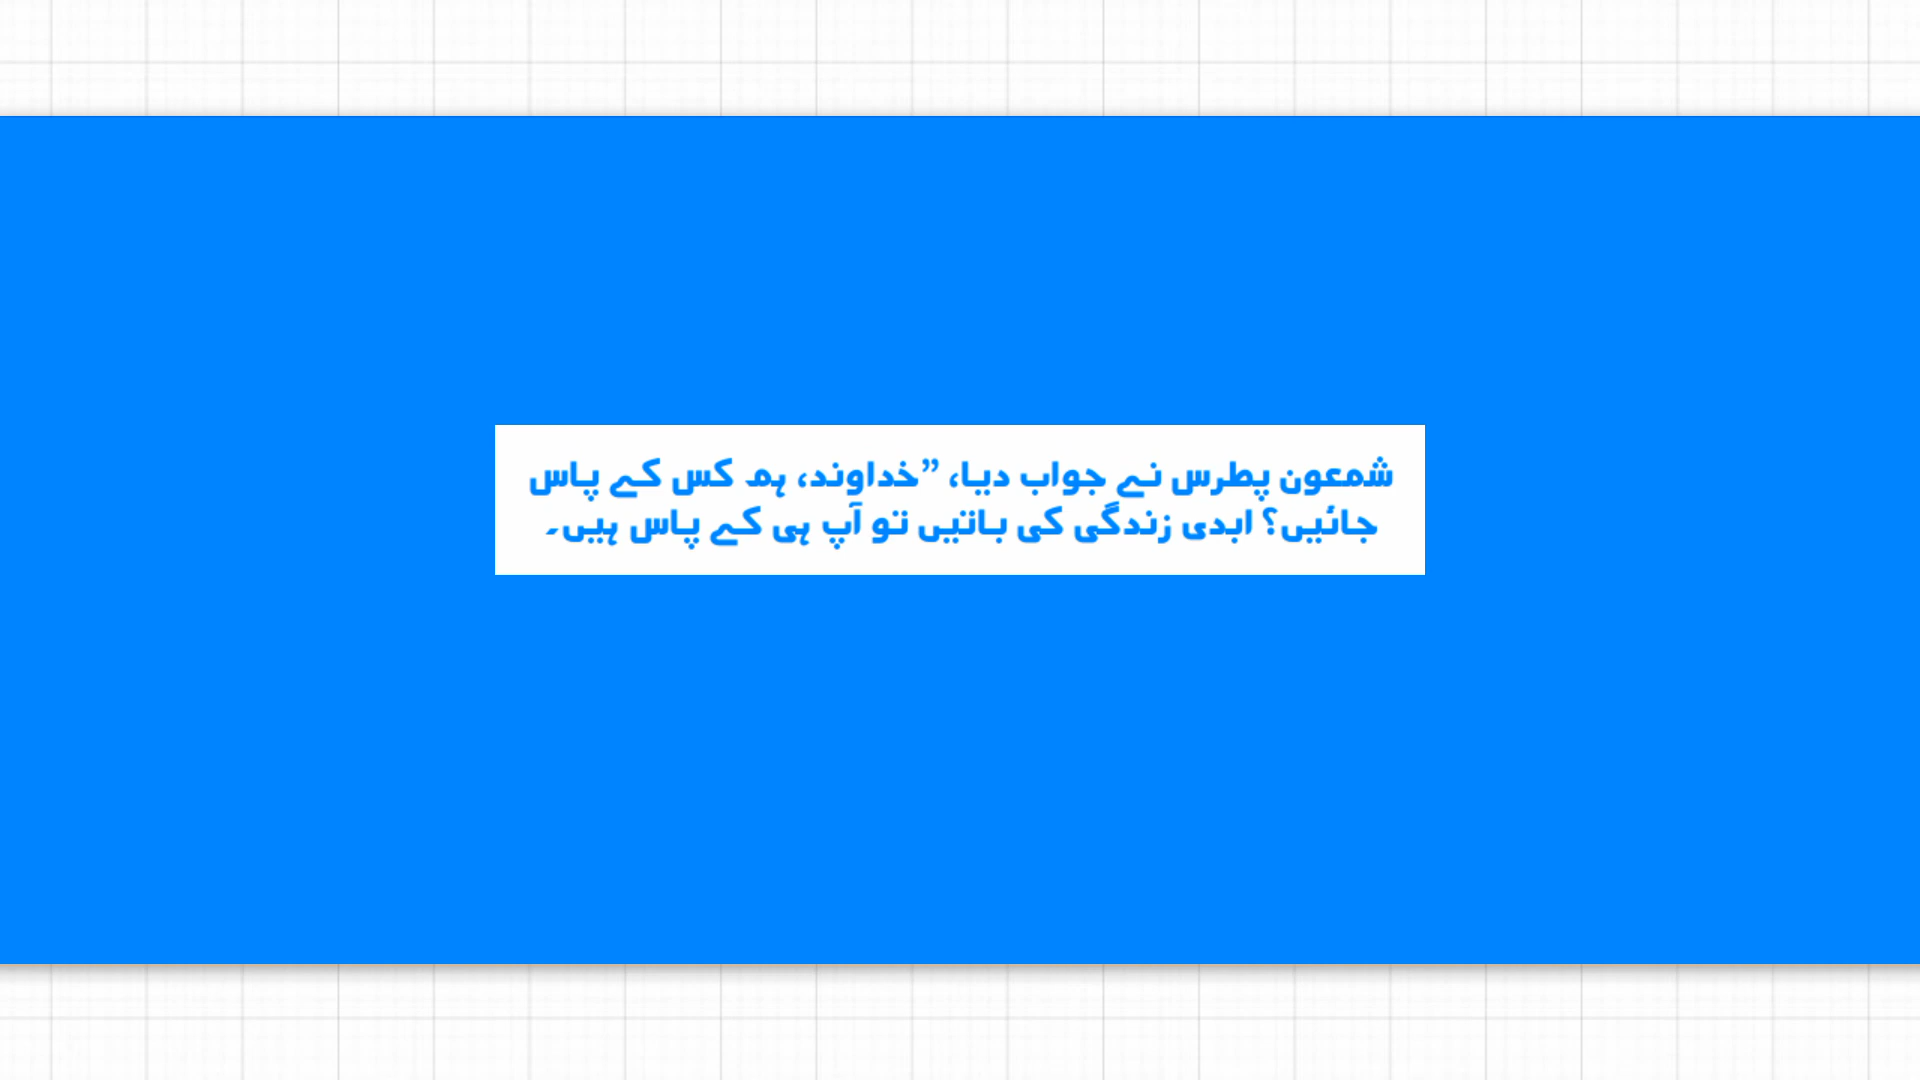 شمعون پطرس نے جواب دیا، ”خداوند، ہم کس کے پاس
جائیں؟ ابدی زندگی کی باتیں تو آپ ہی کے پاس ہیں۔